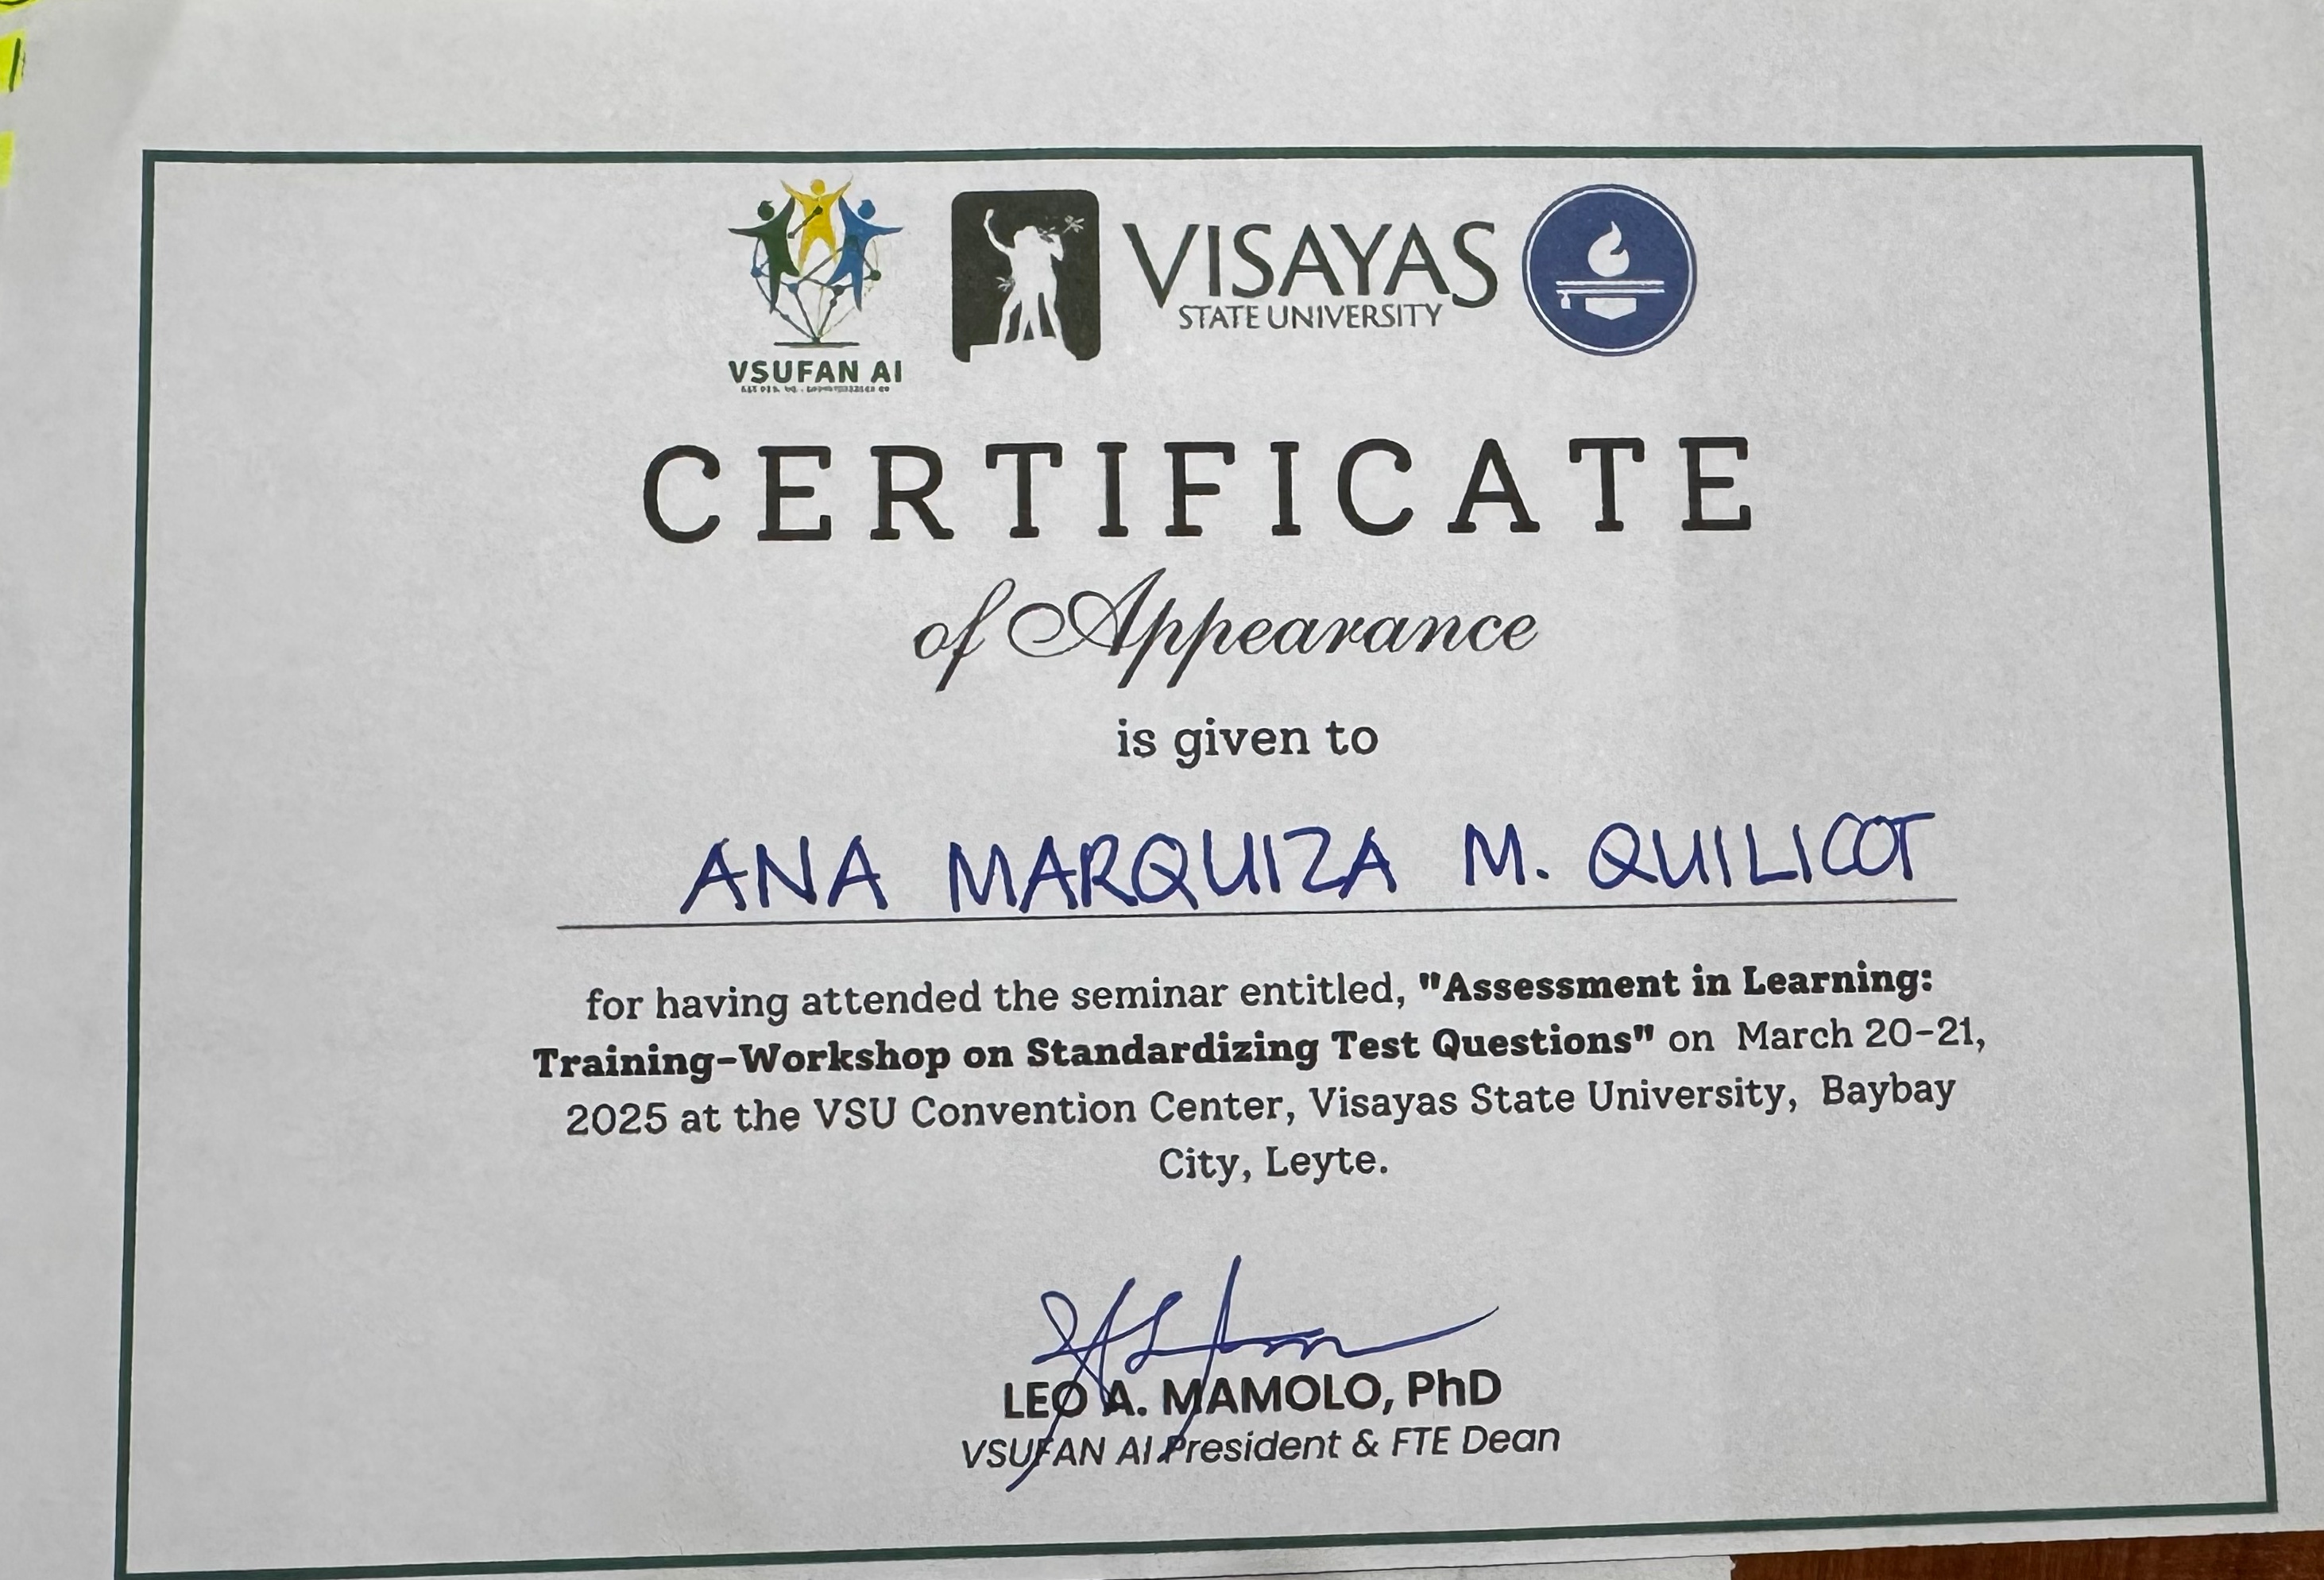 VISAYAS
STATE UNIVERSITY
VSUFAN AI
CERTIFICATE
of Appearance
is given to
ANA MARQUIZA M. QUILICOT
for having attended the seminar entitled, "Assessment in Learning:
Training-Workshop on Standardizing Test Questions" on March 20-21,
2025 at the VSU Convention Center, Visayas State University, Baybay
City, Leyte.
LEO A. MAMOLO, PhD
VSUFAN AI President & FTE Dean